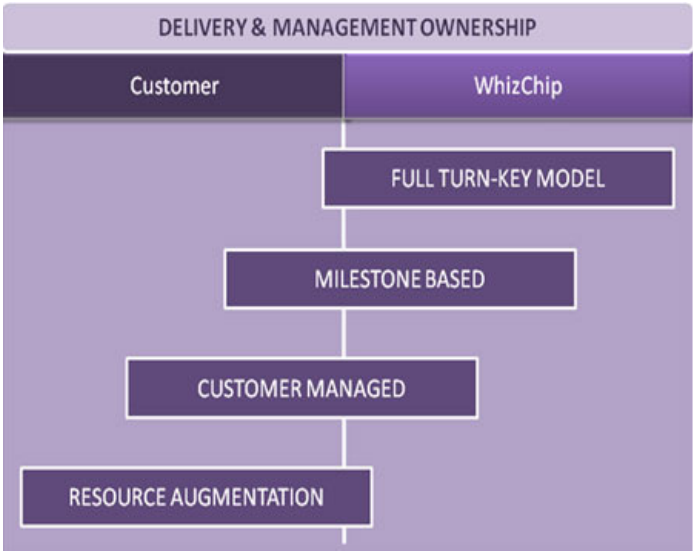 DELIVERY & MANAGEMENT OWNERSHIP
Customer
WhizChip
FULL TURN-KEY MODEL
MILESTONE BASED
CUSTOMER MANAGED
RESOURCE AUGMENTATION